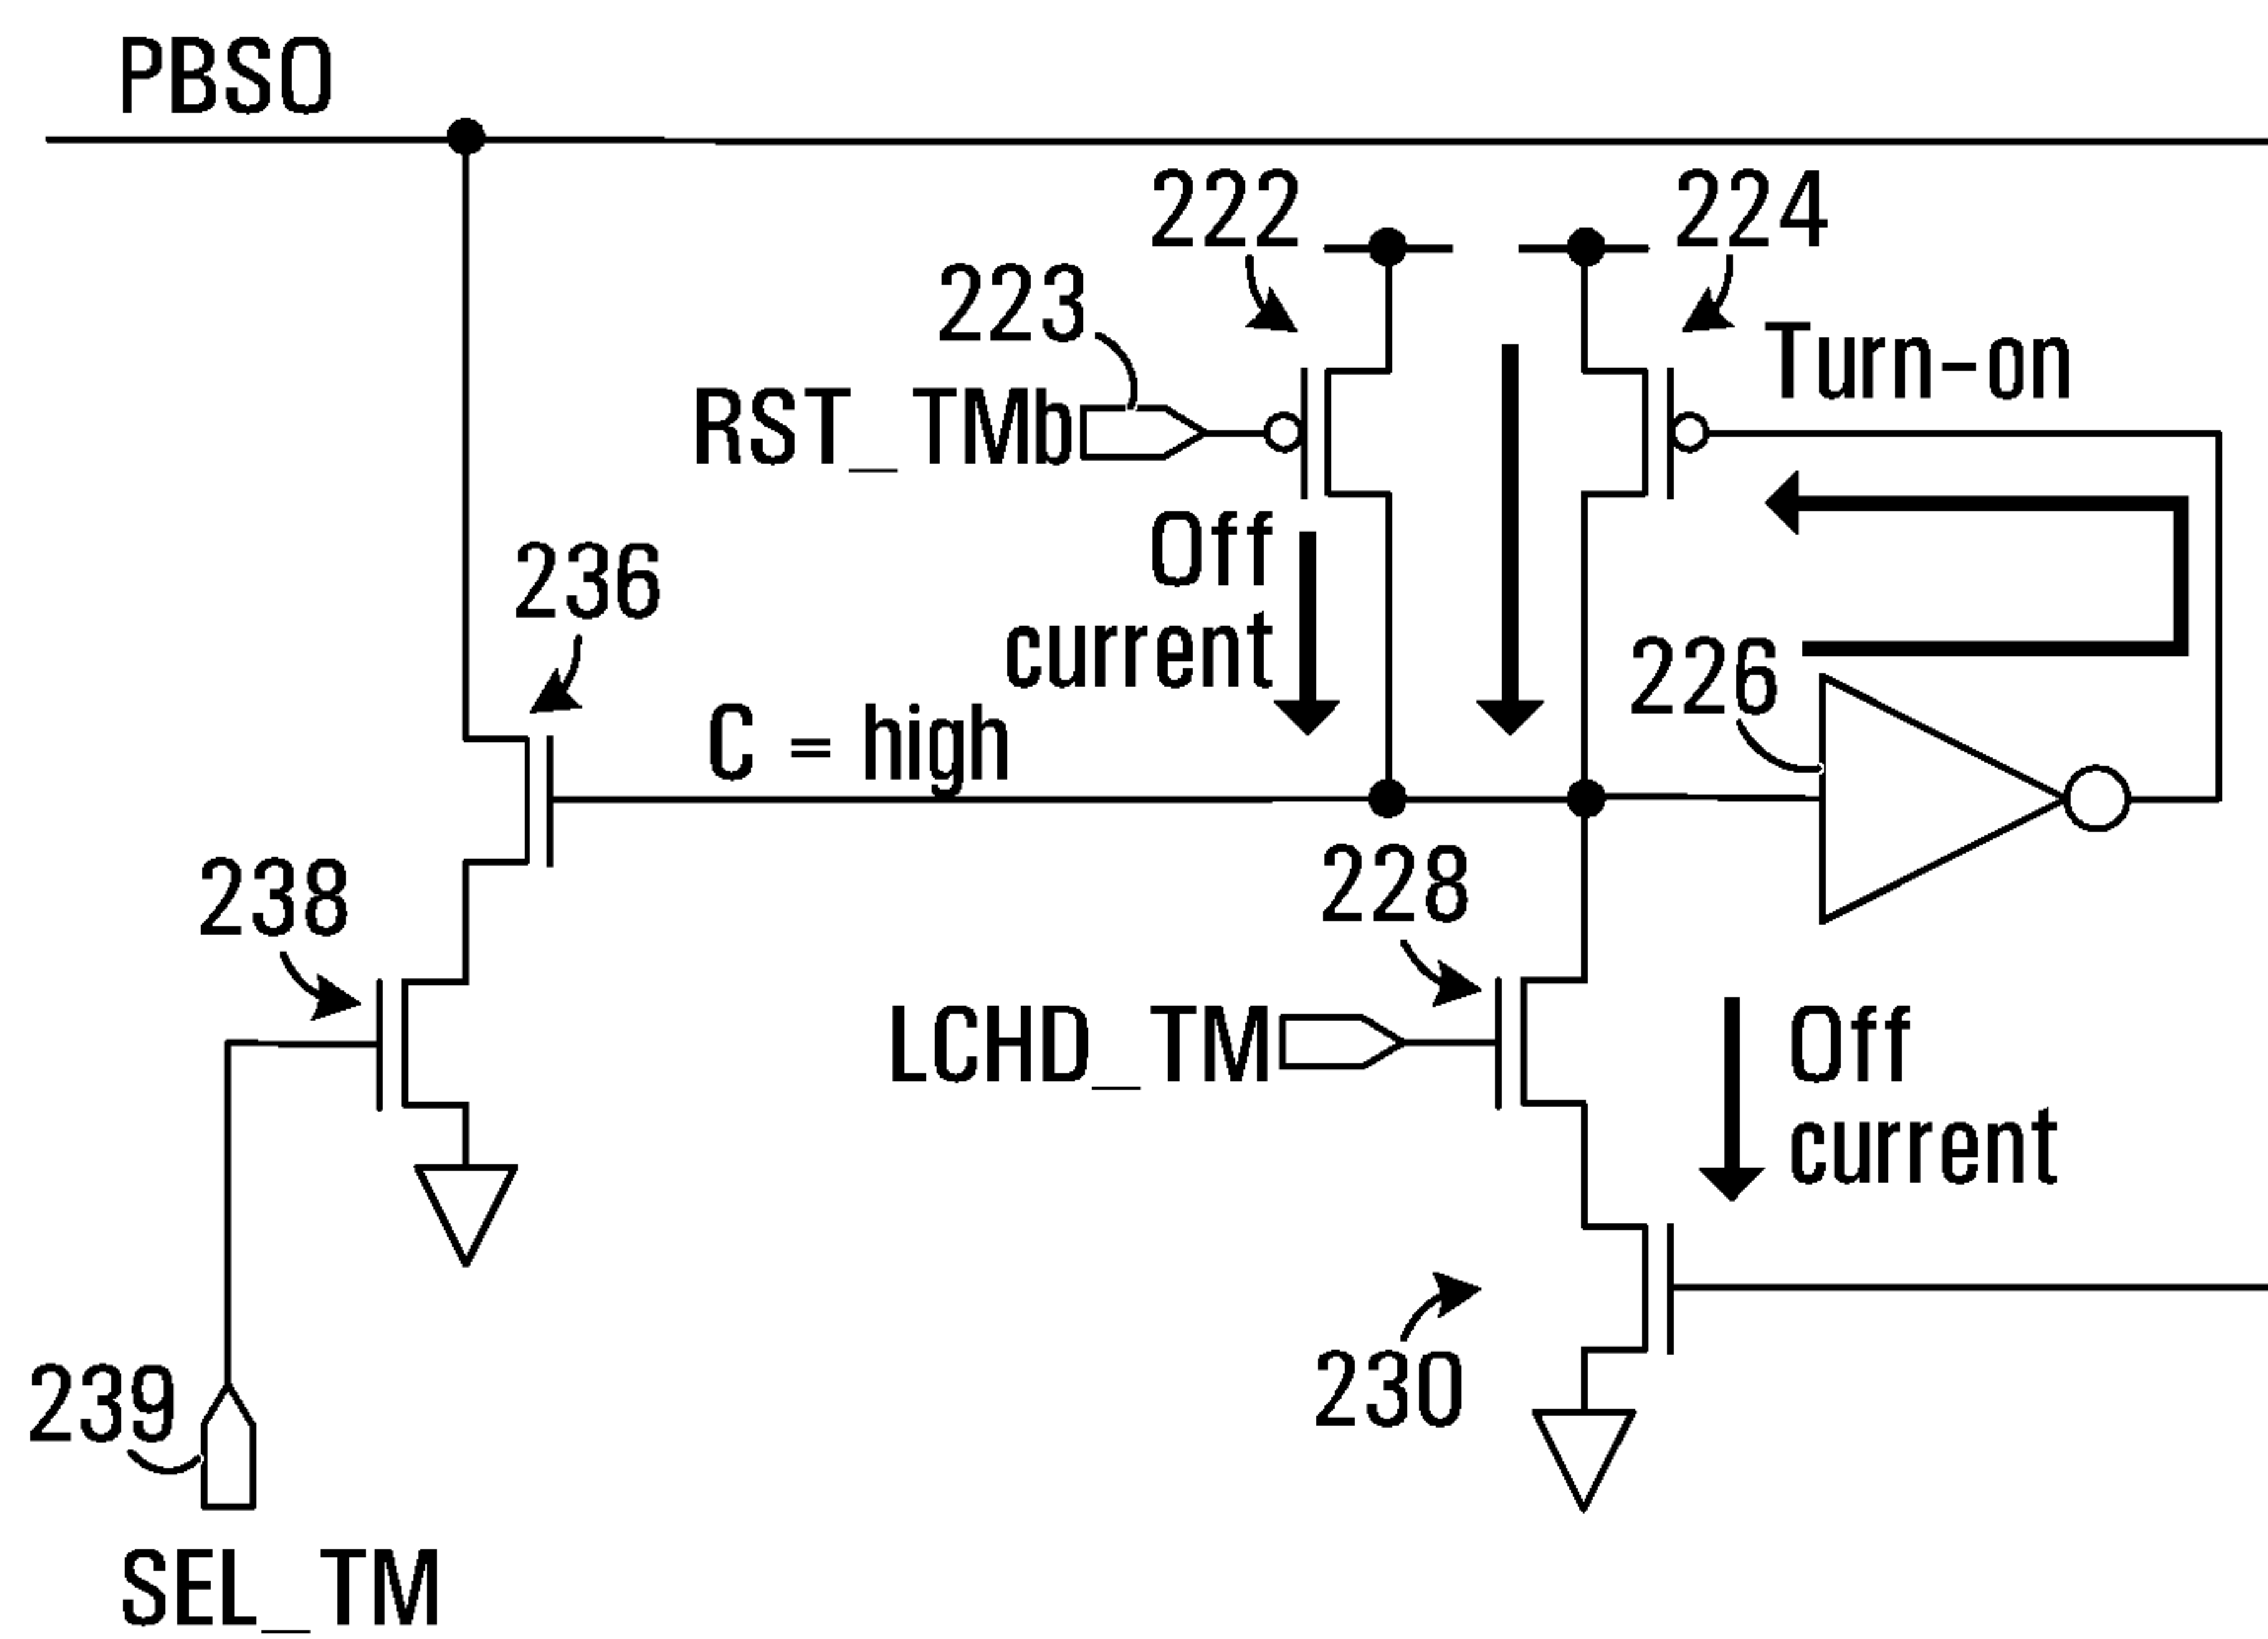 PBSO
222
224
223
Turn-on
RST_TMb
Off
current
236
226
C = high
238
228
LCHD_TM
Off
current
230
239
SEL_TM